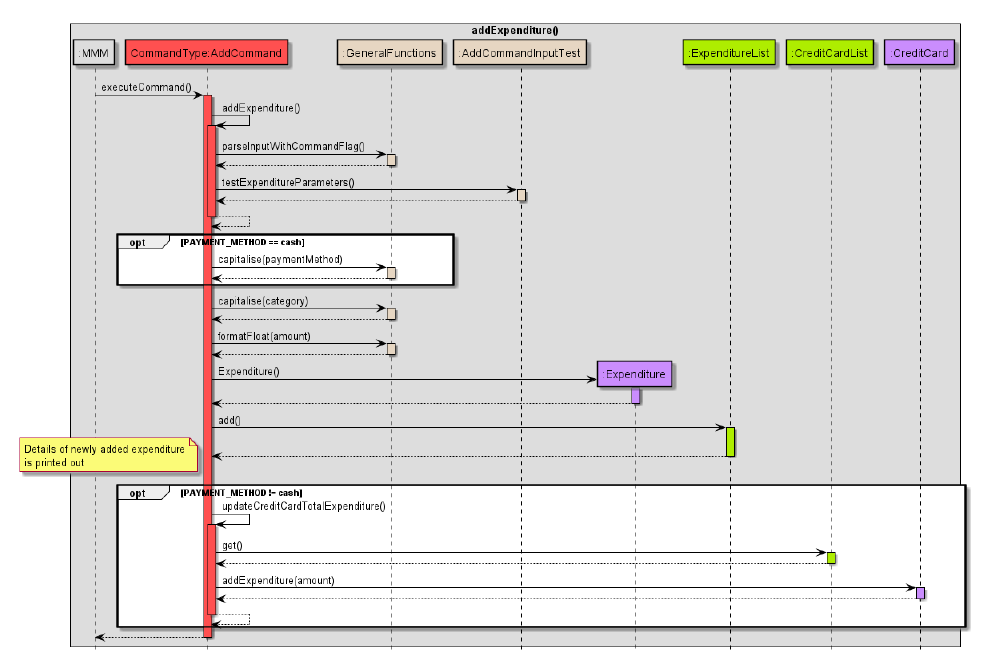 addExpenditure()
:MMM
CommandType:AddCommand
:GeneralFunctions
:AddCommandInputTest
:ExpenditureList
:CreditCardList
:CreditCard
executeCommand()
addExpenditure()
parseInputWithCommandFlag()
testExpenditureParameters()
opt [PAYMENT_METHOD == cash]
capitalise(paymentMethod)
capitalise(category)
formatFloat(amount)
Expenditure()
:Expenditure
add()
Details of newly added expenditure
is printed out
opt [PAYMENT_METHOD != cash]
updateCreditCardTotalExpenditure()
get()
addExpenditure(amount)